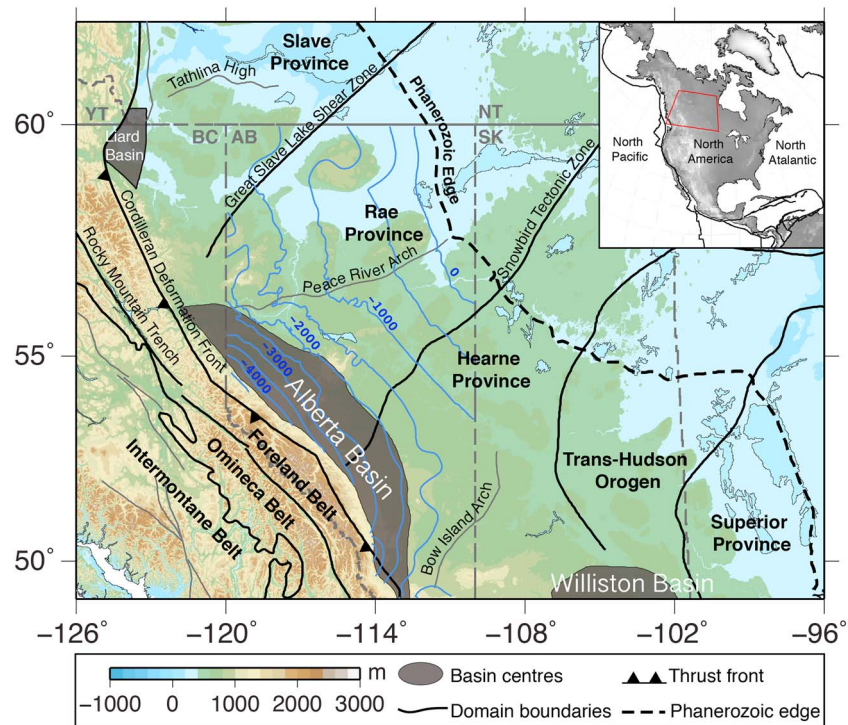 Slave
Province
Tathlina High
Great Slave Lake Shear Zone
Phanerozoic Edge
YT
60°
BC
AB
NT
SK
Liard
Basin
North
Pacific
North
America
North
Atalantic
Snowbird Tectonic Zone
Rae
Province
Peace River Arch
0
-1000
-2000
-3000
-4000
Cordilleran Deformation Front
Rocky Mountain Trench
55°
Hearne
Province
Alberta Basin
Foreland Belt
Omineca Belt
Intermontane Belt
Trans-Hudson
Orogen
Bow Island Arch
Superior
Province
50°
Williston Basin
−126°
−120°
−114°
−108°
−102°
−96°
m
−1000 0 1000 2000 3000
Basin centres
Thrust front
Domain boundaries
Phanerozoic edge